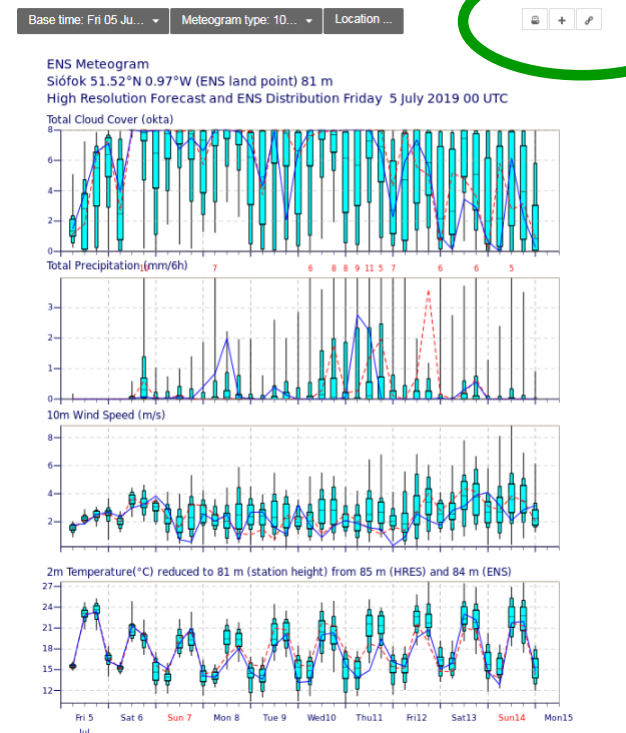 Base time: Fri 05 Ju... Meteogram type: 10... Location ...
ENS Meteogram
Siófok 51.52°N 0.97°W (ENS land point) 81 m
High Resolution Forecast and ENS Distribution Friday 5 July 2019 00 UTC
Total Cloud Cover (okta)
8
6
4
2
0
Total Precipitation (mm/6h)
7 6 8 8 9 11 5 7 6 6 5
3
2
1
0
10m Wind Speed (m/s)
8
6
4
2
2m Temperature(°C) reduced to 81 m (station height) from 85 m (HRES) and 84 m (ENS)
27
24
21
18
15
12
Fri 5 Sat 6 Sun 7 Mon 8 Tue 9 Wed10 Thu11 Fri12 Sat13 Sun14 Mon15
Jul